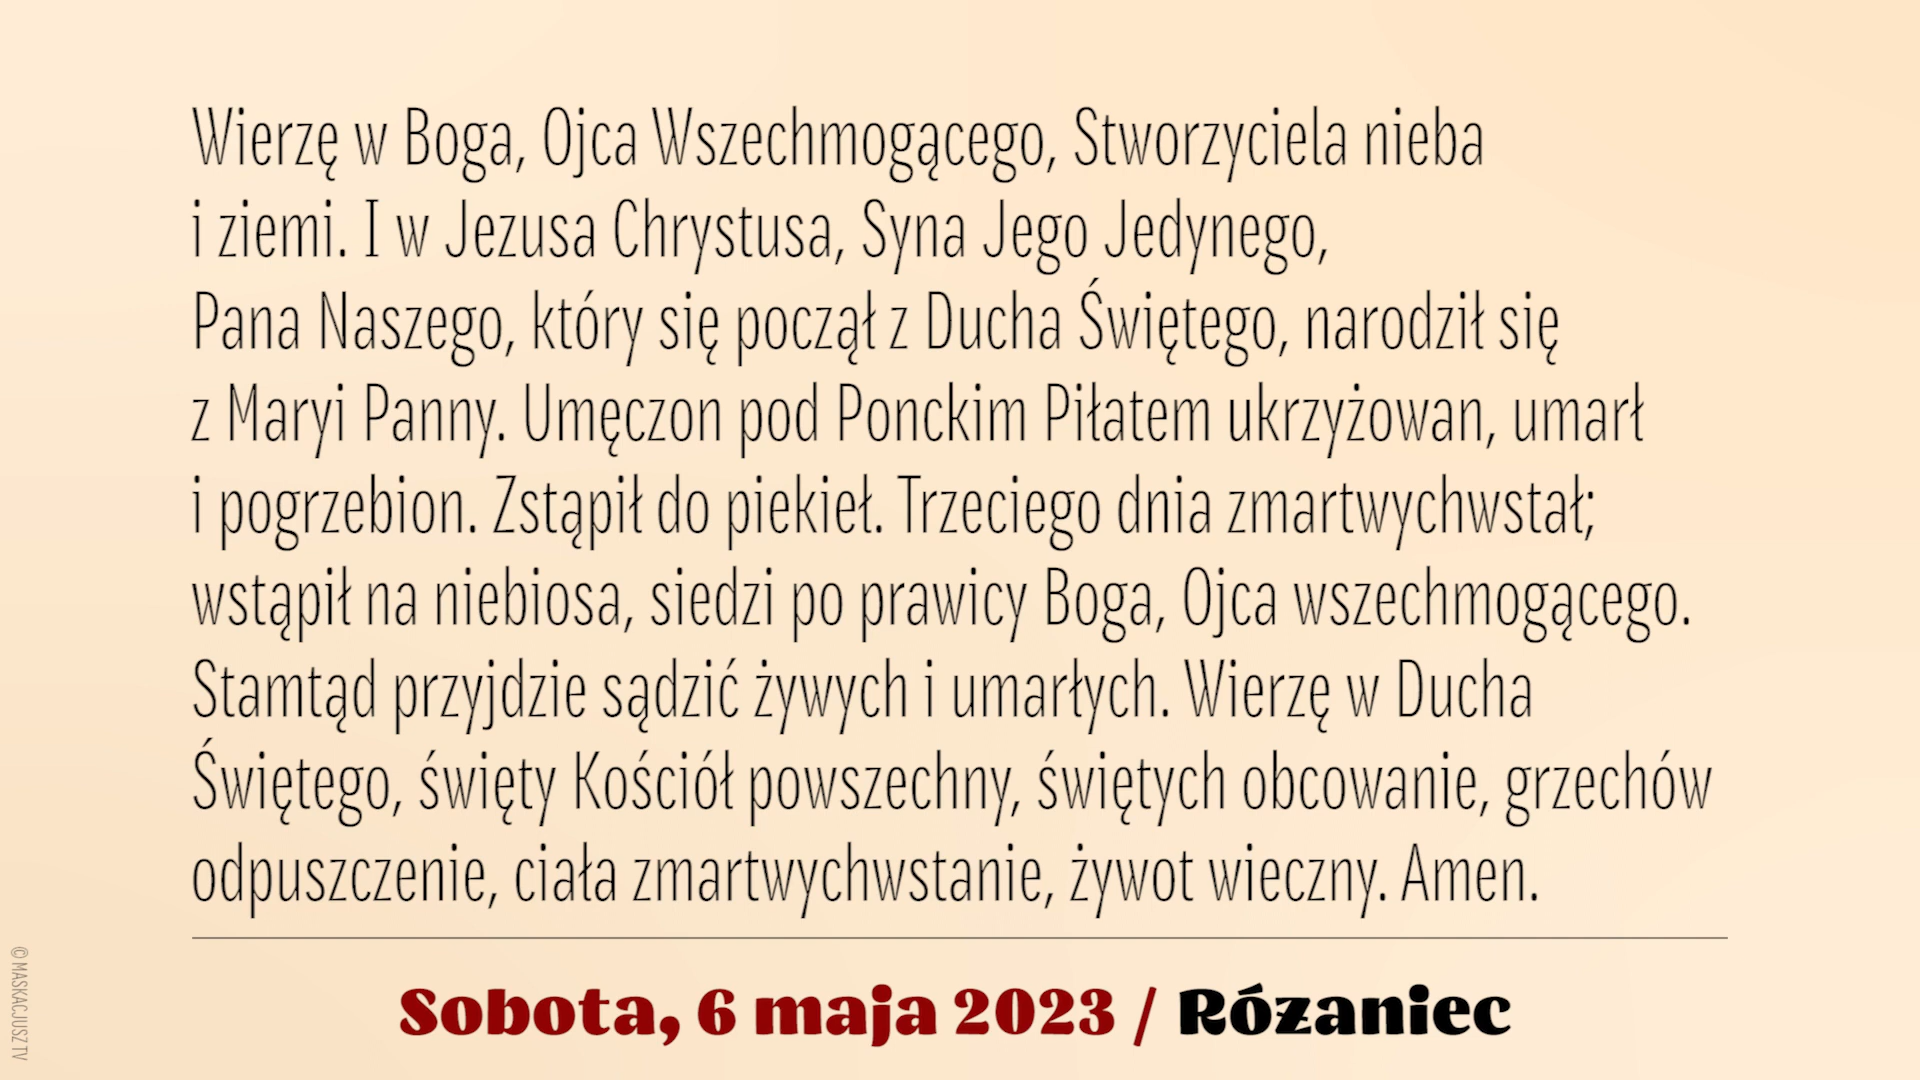 Wierzę w Boga, Ojca Wszechmogącego, Stworzyciela nieba
i ziemi. I w Jezusa Chrystusa, Syna Jego Jedynego,
Pana Naszego, który się począł z Ducha Świętego, narodził się
z Maryi Panny. Umęczon pod Ponckim Piłatem ukrzyżowan, umarł
i pogrzebion. Zstąpił do piekieł. Trzeciego dnia zmartwychwstał;
wstąpił na niebiosa, siedzi po prawicy Boga, Ojca wszechmogącego.
Stamtąd przyjdzie sądzić żywych i umarłych. Wierzę w Ducha
Świętego, święty Kościół powszechny, świętych obcowanie, grzechów
odpuszczenie, ciała zmartwychwstanie, żywot wieczny. Amen.
Sobota, 6 maja 2023 / Różaniec
© MASKACJUSZ TV